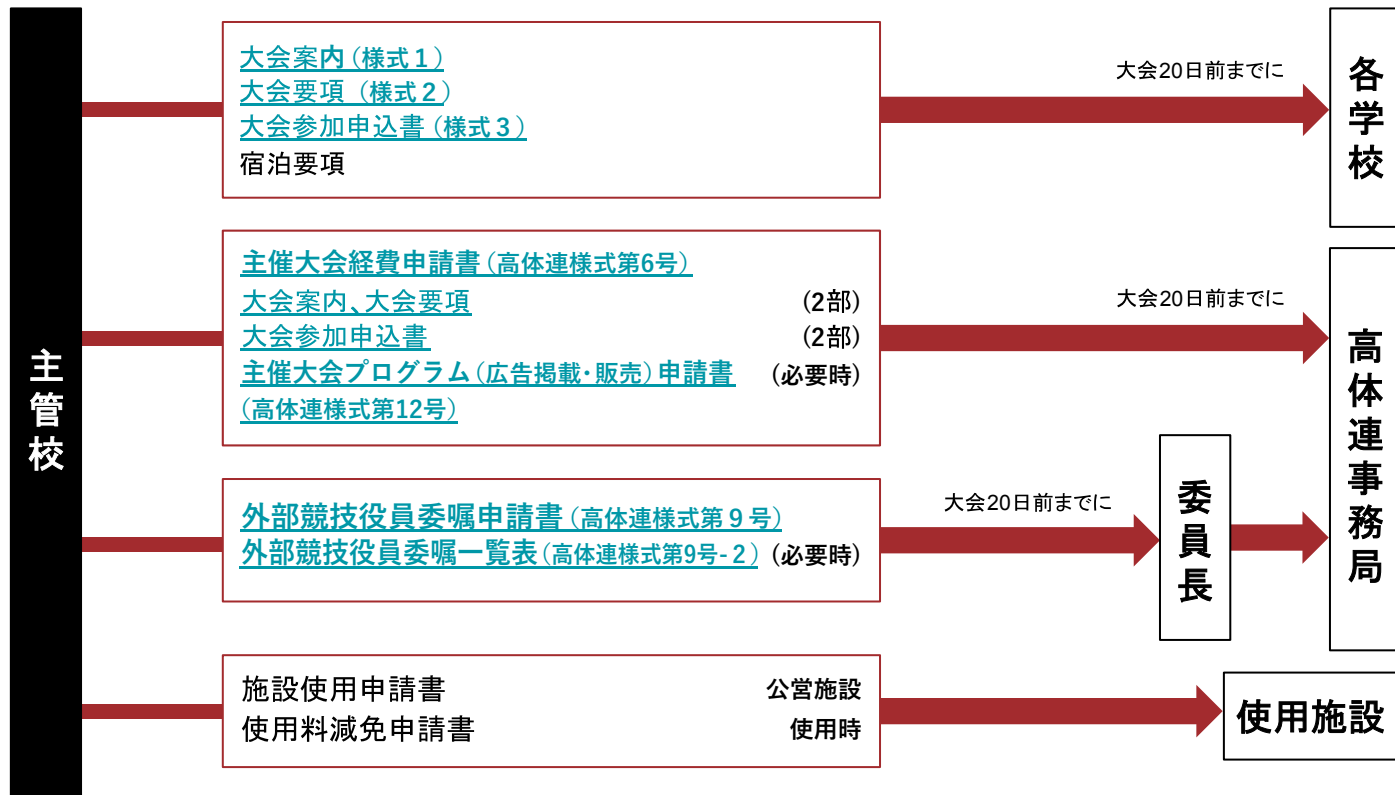 主管校
大会案内（様式１）
大会要項（様式２）
大会参加申込書（様式３）
宿泊要項
大会20日前までに
各学校
主催大会経費申請書（高体連様式第6号）
大会案内、大会要項 (2部)
大会参加申込書 (2部)
主催大会プログラム（広告掲載・販売）申請書 (必要時)
（高体連様式第12号）
大会20日前までに
高体連事務局
外部競技役員委嘱申請書（高体連様式第９号）
外部競技役員委嘱一覧表（高体連様式第9号-２） (必要時)
大会20日前までに
委員長
施設使用申請書 公営施設
使用料減免申請書 使用時
使用施設